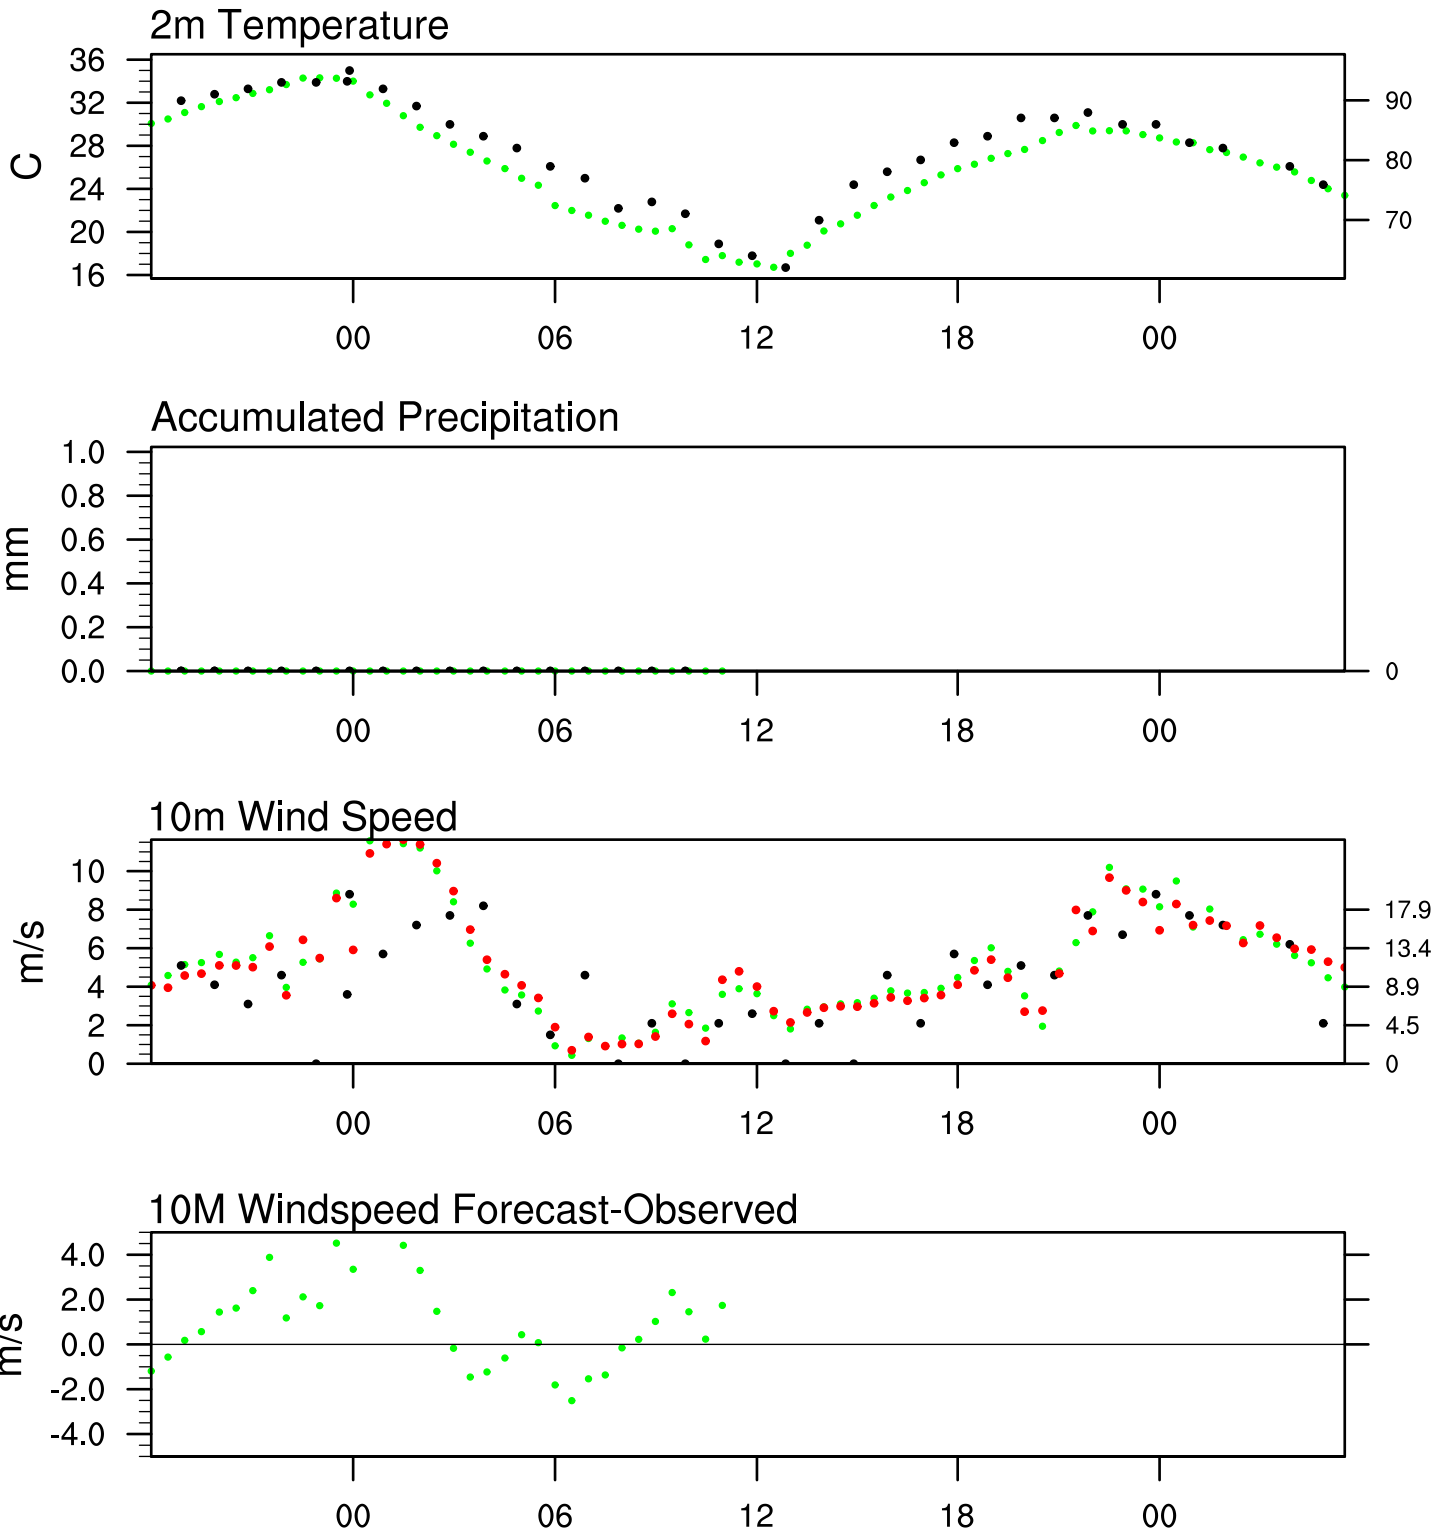 2m Temperature
36
32
28
24
20
16
C
90
80
70
00 06 12 18 00
Accumulated Precipitation
1.0
0.8
0.6
0.4
0.2
0.0
mm
0
00 06 12 18 00
10m Wind Speed
10
8
6
4
2
0
m/s
17.9
13.4
8.9
4.5
0
00 06 12 18 00
10M Windspeed Forecast-Observed
4.0
2.0
0.0
-2.0
-4.0
m/s
00 06 12 18 00